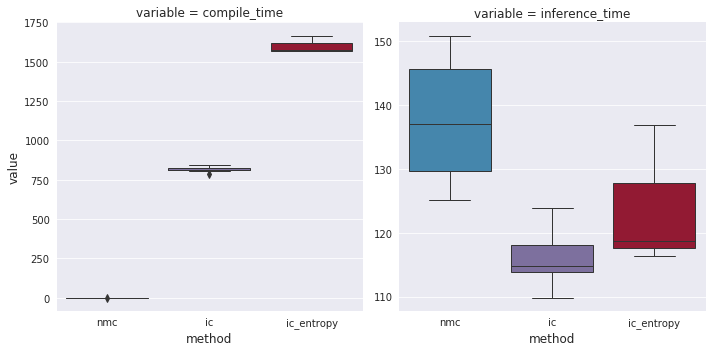 variable = compile_time
1750
1500
1250
1000
750
500
250
0
value
nmc ic ic_entropy
method
variable = inference_time
150
140
130
120
110
nmc ic ic_entropy
method